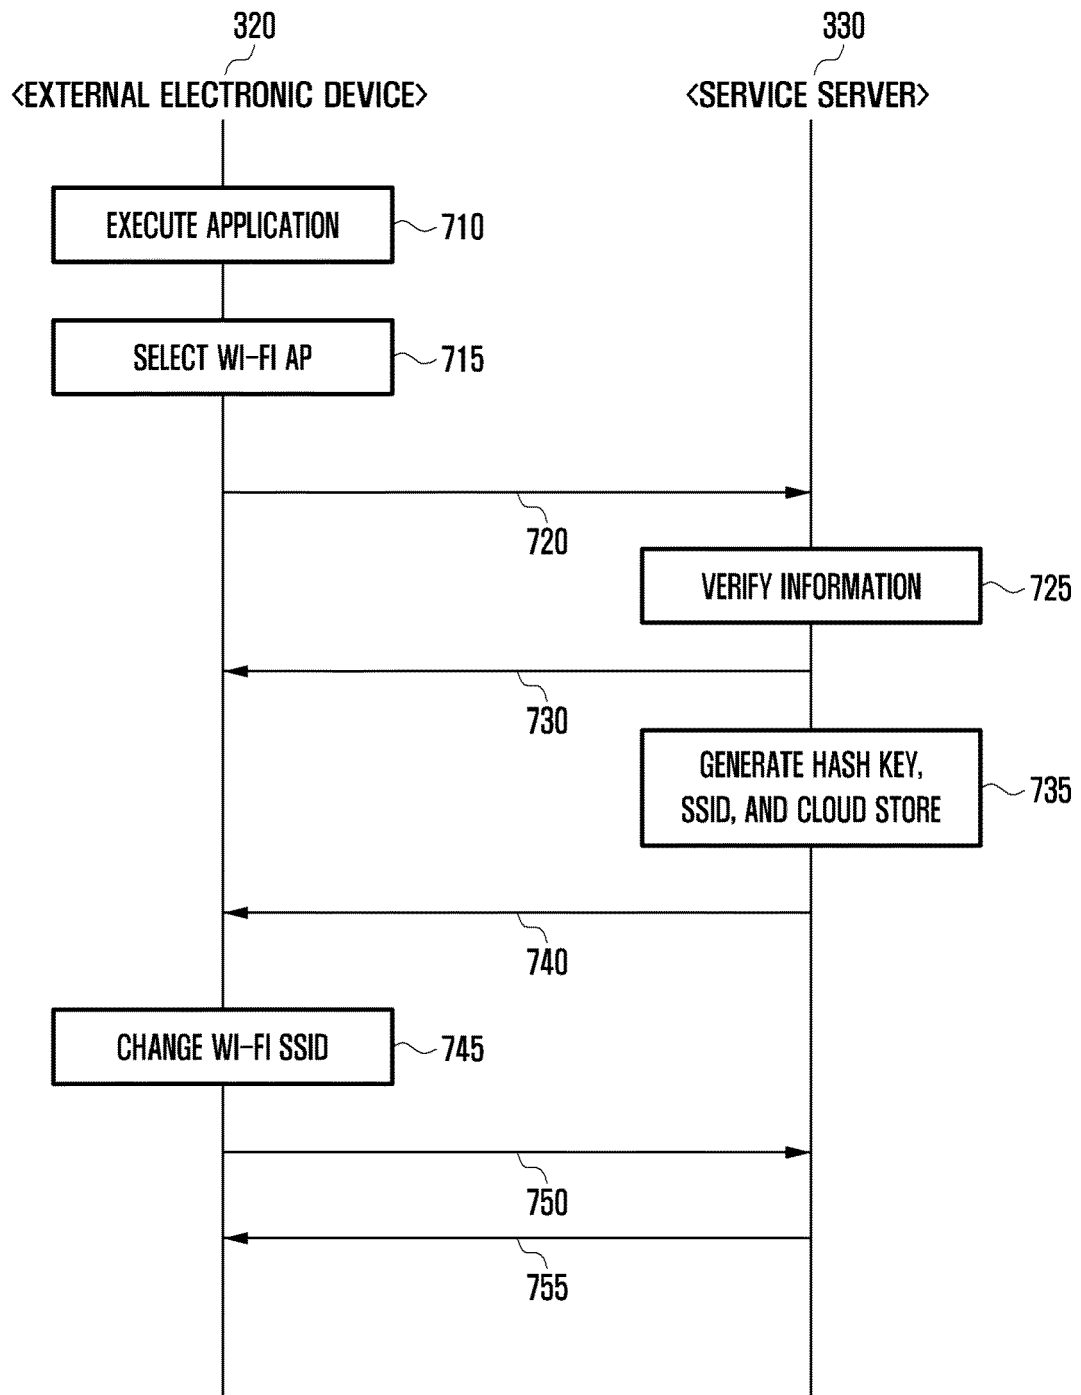 320
330
<EXTERNAL ELECTRONIC DEVICE>
<SERVICE SERVER>
EXECUTE APPLICATION
710
SELECT WI-FI AP
715
720
VERIFY INFORMATION
725
730
GENERATE HASH KEY,
SSID, AND CLOUD STORE
735
740
CHANGE WI-FI SSID
745
750
755